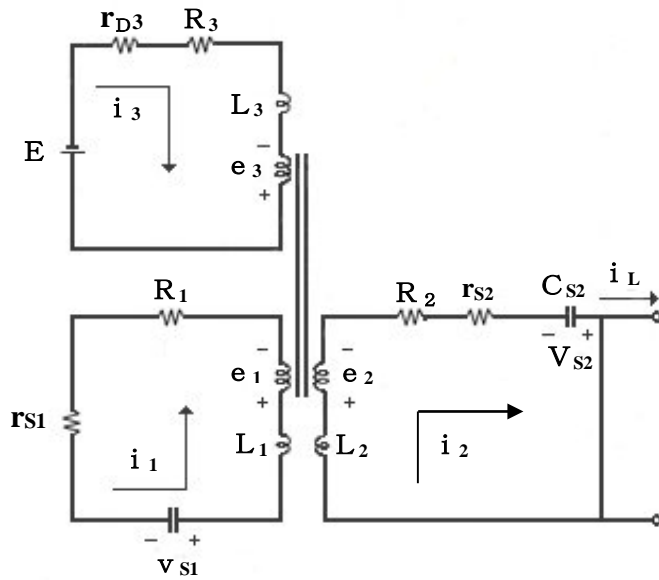 rD3 R3
i3
L3
E
e3
− +
R1
R2 rS2 CS2 iL
− +
VS2
rS1
e1 e2
− +
− +
i1 L1 L2 i2
− +
vS1